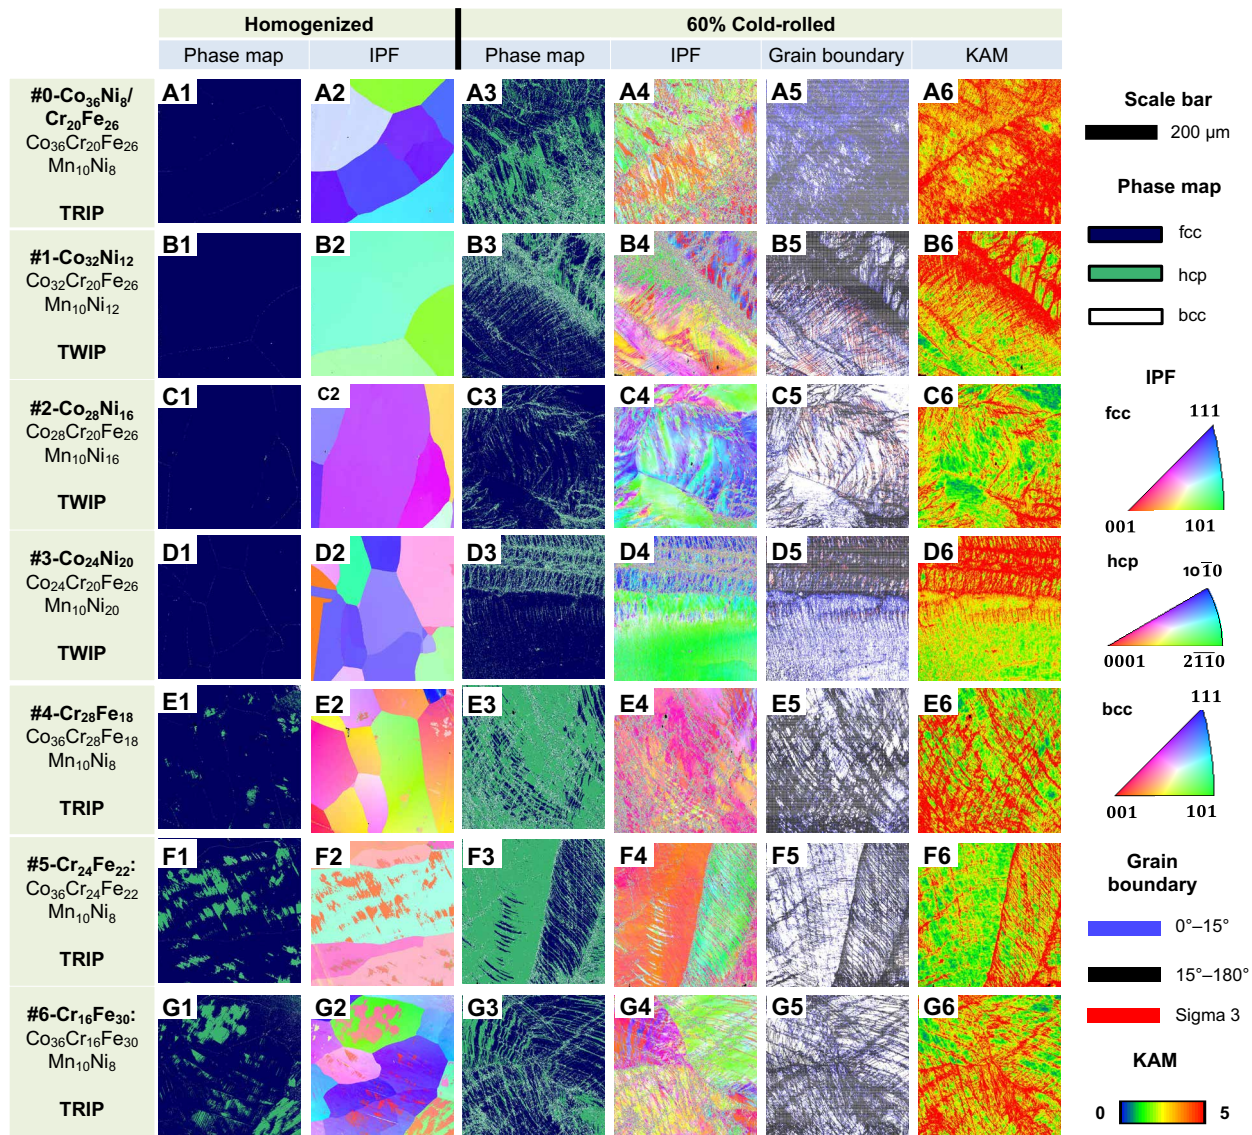 Homogenized
60% Cold-rolled
Phase map
IPF
Phase map
IPF
Grain boundary
KAM
#0-Co36Ni8/
Cr20Fe26
Co36Cr20Fe26
Mn10Ni8
TRIP
A1
A2
A3
A4
A5
A6
#1-Co32Ni12
Co32Cr20Fe26
Mn10Ni12
TWIP
B1
B2
B3
B4
B5
B6
#2-Co28Ni16
Co28Cr20Fe26
Mn10Ni16
TWIP
C1
C2
C3
C4
C5
C6
#3-Co24Ni20
Co24Cr20Fe26
Mn10Ni20
TWIP
D1
D2
D3
D4
D5
D6
#4-Cr28Fe18
Co36Cr28Fe18
Mn10Ni8
TRIP
E1
E2
E3
E4
E5
E6
#5-Cr24Fe22:
Co36Cr24Fe22
Mn10Ni8
TRIP
F1
F2
F3
F4
F5
F6
#6-Cr16Fe30:
Co36Cr16Fe30
Mn10Ni8
TRIP
G1
G2
G3
G4
G5
G6
Scale bar
200 μm
Phase map
fcc
hcp
bcc
IPF
fcc
111
001
101
hcp
101̅0
0001
21̅1̅0
bcc
111
001
101
Grain
boundary
0°–15°
15°–180°
Sigma 3
KAM
0
5